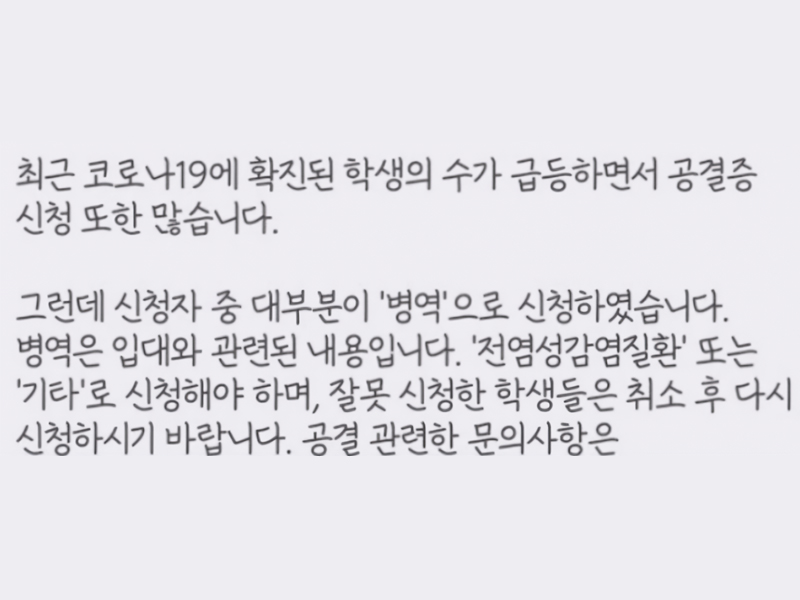 최근 코로나19에 확진된 학생의 수가 급등하면서 공결증
신청 또한 많습니다.
그런데 신청자 중 대부분이 '병역'으로 신청하였습니다.
병역은 입대와 관련된 내용입니다. '전염성감염질환' 또는
'기타'로 신청해야 하며, 잘못 신청한 학생들은 취소 후 다시
신청하시기 바랍니다. 공결 관련한 문의사항은